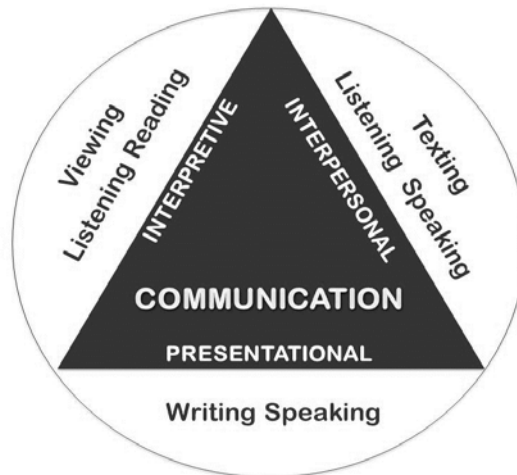 Viewing
Listening Reading
INTERPRETIVE
INTERPERSONAL
Texting
Listening Speaking
COMMUNICATION
PRESENTATIONAL
Writing Speaking